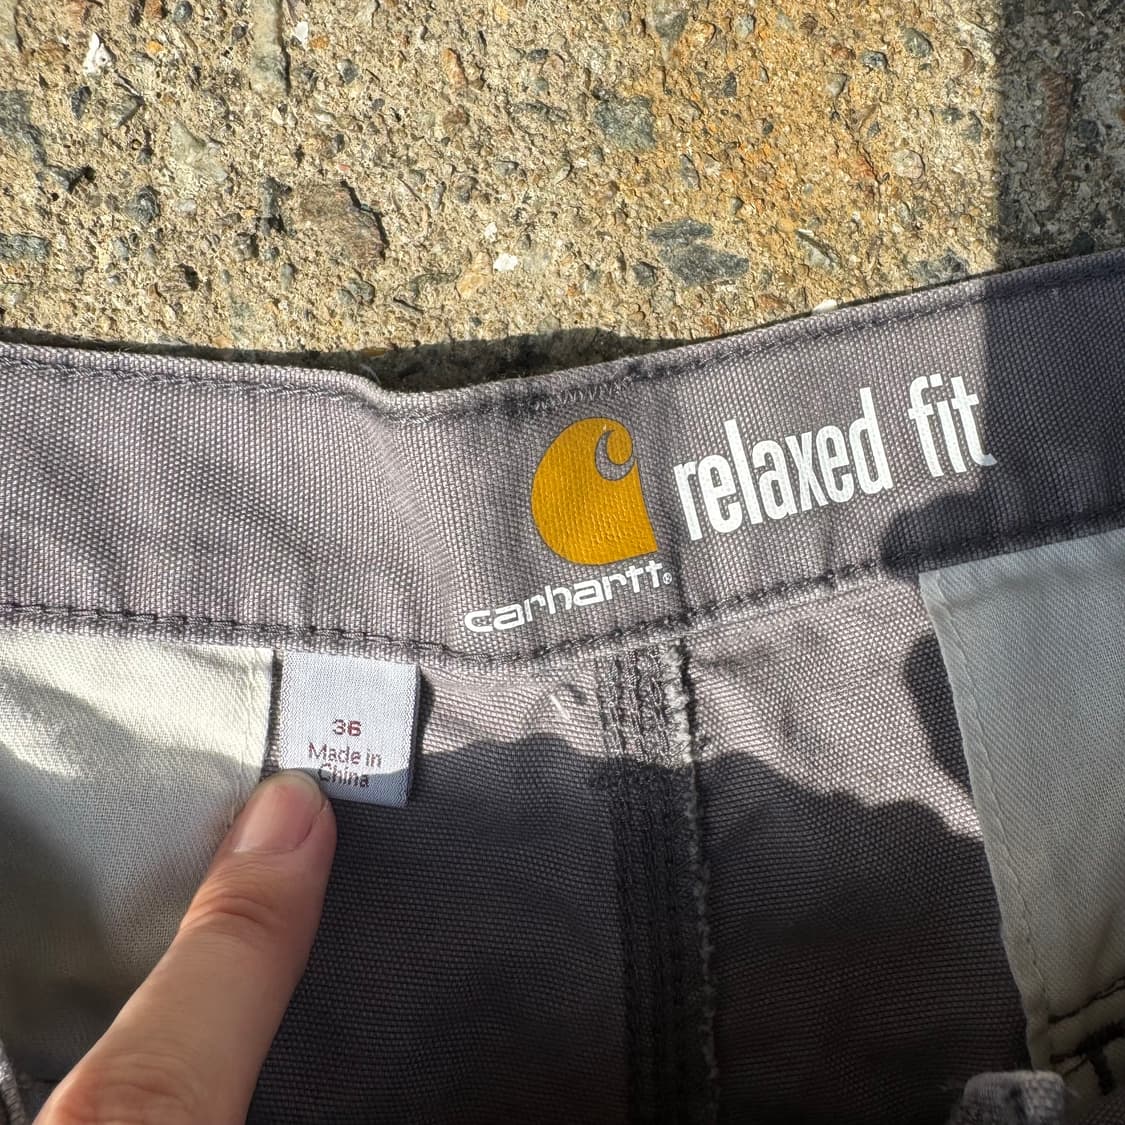 relaxed fit
carhartt®
36
Made in
China